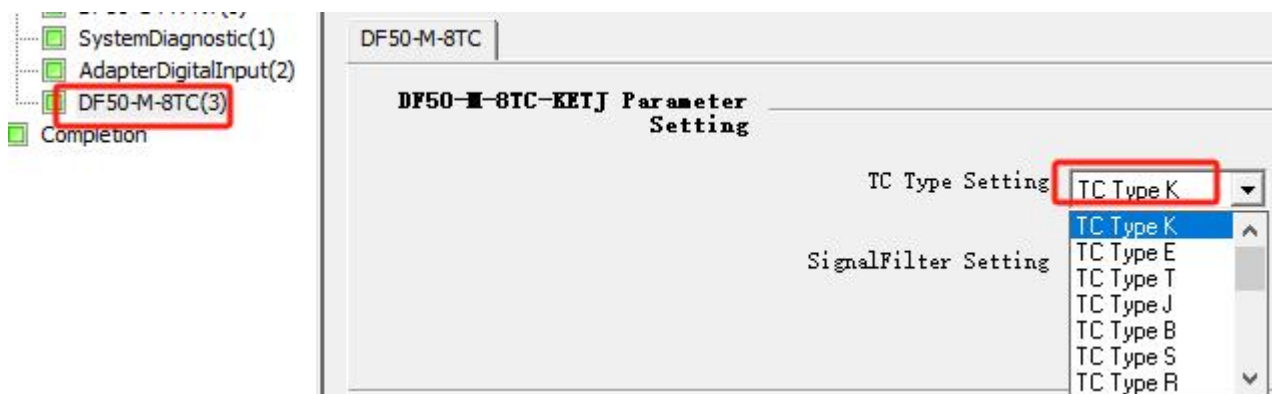 SystemDiagnostic(1)
AdapterDigitalInput(2)
DF50-M-8TC(3)
Completion
DF50-M-8TC
DF50-M-8TC-KETJ Parameter
Setting
TC Type Setting
TC Type K
TC Type K
TC Type E
TC Type T
TC Type J
TC Type B
TC Type S
TC Type R
SignalFilter Setting